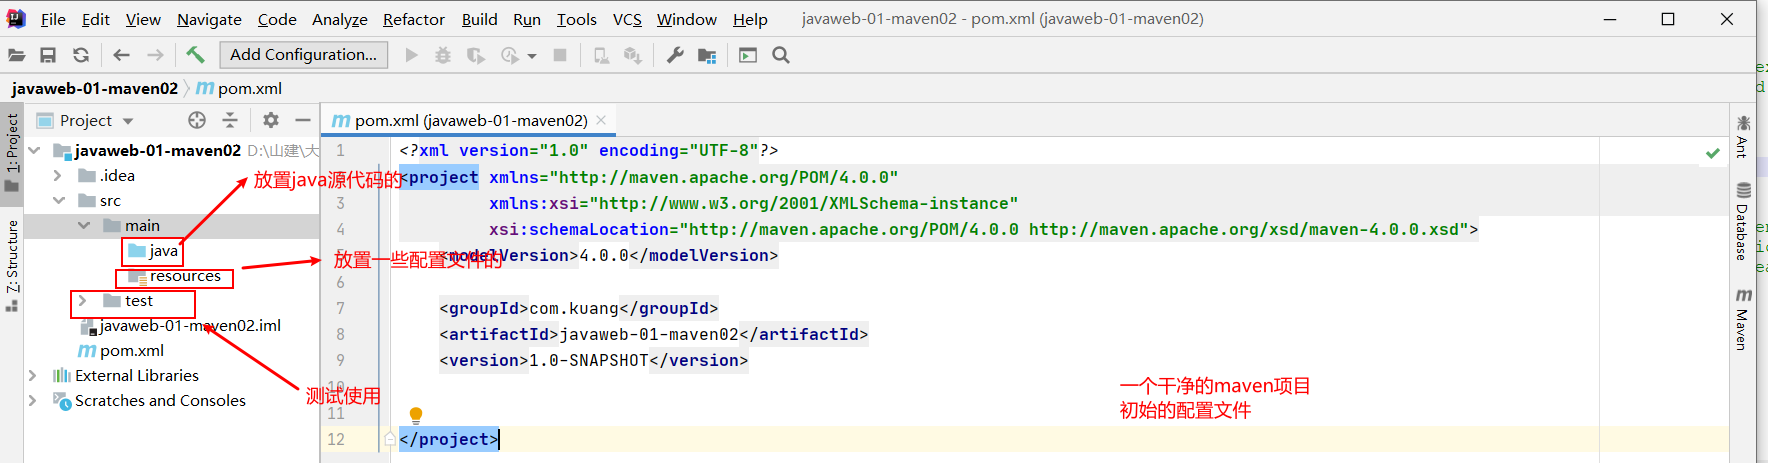 File Edit View Navigate Code Analyze Refactor Build Run Tools VCS Window Help javaweb-01-maven02 - pom.xml (javaweb-01-maven02)
Add Configuration...
javaweb-01-maven02 pom.xml
Project
pom.xml (javaweb-01-maven02)
1: Project
7: Structure
javaweb-01-maven02 D:\山建\大
.idea
src
main
java
resources
test
javaweb-01-maven02.iml
pom.xml
External Libraries
Scratches and Consoles
放置java源代码的
放置一些配置文件的
测试使用
1 <?xml version="1.0" encoding="UTF-8"?>
<project xmlns="http://maven.apache.org/POM/4.0.0"
3 xmlns:xsi="http://www.w3.org/2001/XMLSchema-instance"
4 xsi:schemaLocation="http://maven.apache.org/POM/4.0.0 http://maven.apache.org/xsd/maven-4.0.0.xsd">
5 <modelVersion>4.0.0</modelVersion>
6
7 <groupId>com.kuang</groupId>
8 <artifactId>javaweb-01-maven02</artifactId>
9 <version>1.0-SNAPSHOT</version>
10
11
12 </project>
一个干净的maven项目
初始的配置文件
Ant
Database
Maven